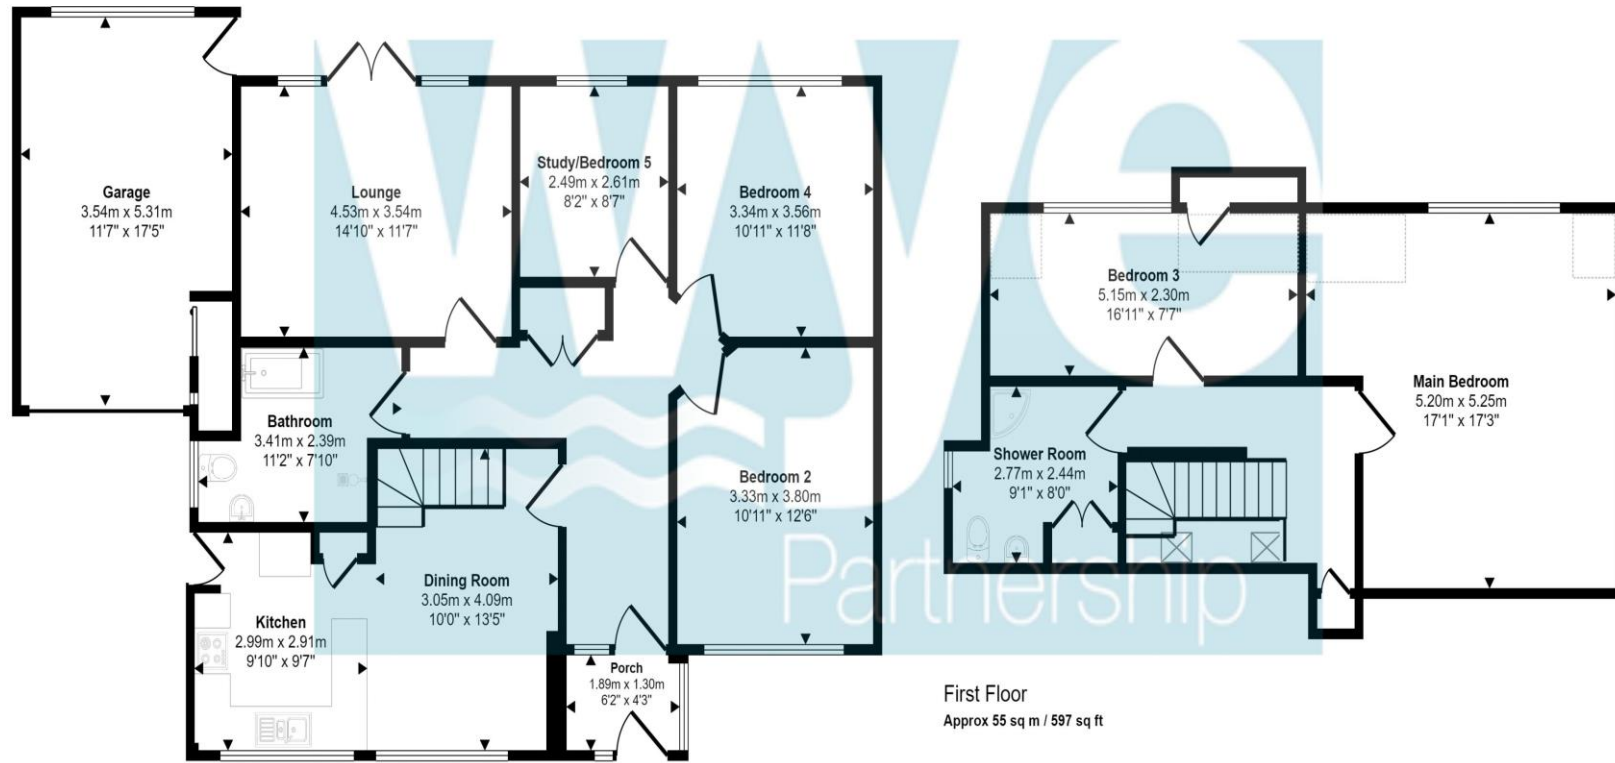 Garage
3.54m x 5.31m
11'7" x 17'5"
Lounge
4.53m x 3.54m
14'10" x 11'7"
Study/Bedroom 5
2.49m x 2.61m
8'2" x 8'7"
Bedroom 4
3.34m x 3.56m
10'11" x 11'8"
Bathroom
3.41m x 2.39m
11'2" x 7'10"
Bedroom 2
3.33m x 3.80m
10'11" x 12'6"
Dining Room
3.05m x 4.09m
10'0" x 13'5"
Kitchen
2.99m x 2.91m
9'10" x 9'7"
Porch
1.89m x 1.30m
6'2" x 4'3"
Bedroom 3
5.15m x 2.30m
16'11" x 7'7"
Main Bedroom
5.20m x 5.25m
17'1" x 17'3"
Shower Room
2.77m x 2.44m
9'1" x 8'0"
First Floor
Approx 55 sq m / 597 sq ft
wye
Partnership